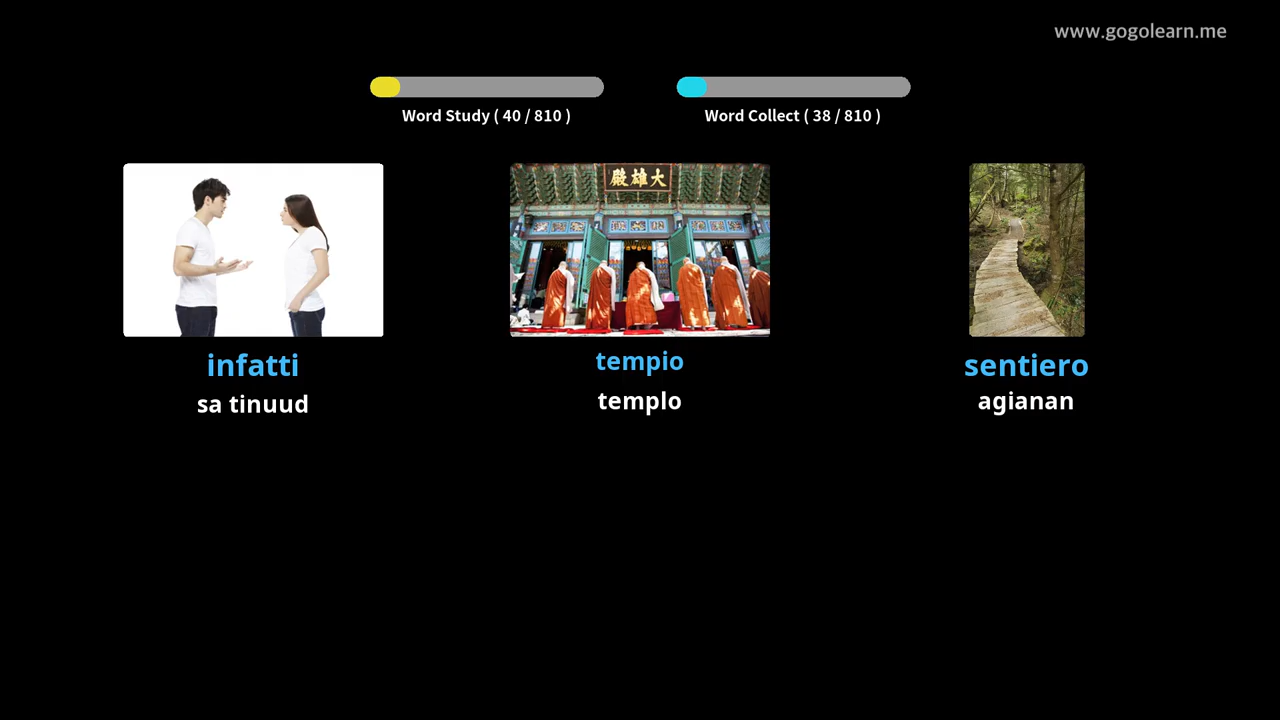 www.gogolearn.me
Word Study ( 40 / 810 )
Word Collect ( 38 / 810 )
殿雄大
infatti
sa tinuud
tempio
templo
sentiero
agianan